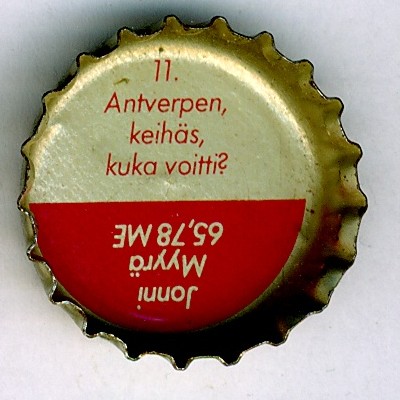 11.
Antverpen,
keihäs,
kuka voitti?
Jonni
Myyrä
65,78 ME